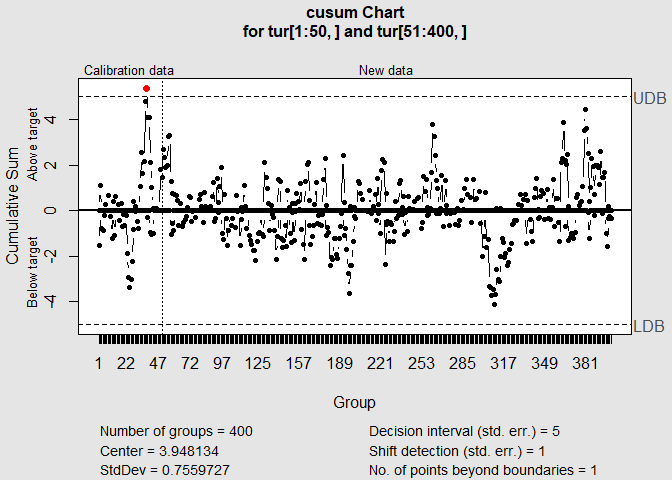 cusum Chart
for tur[1:50, ] and tur[51:400, ]
Calibration data
New data
Cumulative Sum
Above target
Below target
4
2
0
-2
-4
UDB
LDB
1 22 47 72 97 125 157 189 221 253 285 317 349 381
Group
Number of groups = 400
Center = 3.948134
StdDev = 0.7559727
Decision interval (std. err.) = 5
Shift detection (std. err.) = 1
No. of points beyond boundaries = 1